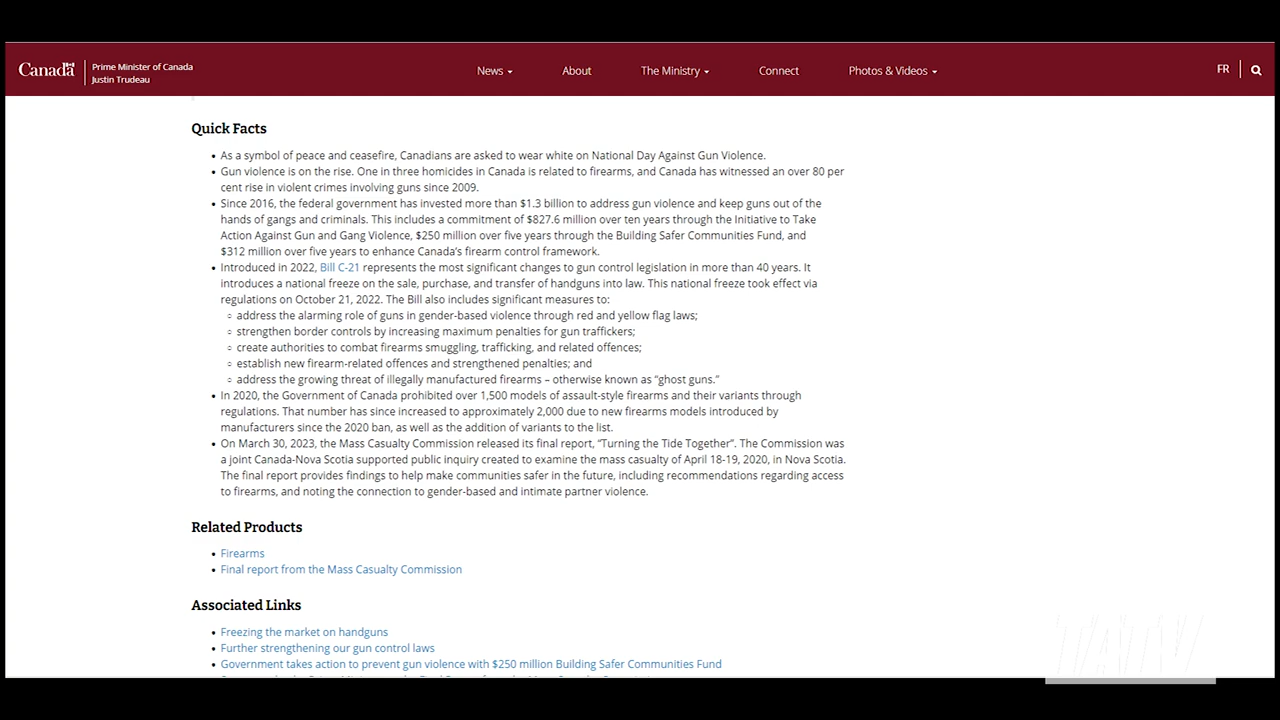 Canada
Prime Minister of Canada
Justin Trudeau
News
About
The Ministry
Connect
Photos & Videos
FR
Quick Facts
• As a symbol of peace and ceasefire, Canadians are asked to wear white on National Day Against Gun Violence.
• Gun violence is on the rise. One in three homicides in Canada is related to firearms, and Canada has witnessed an over 80 per
cent rise in violent crimes involving guns since 2009.
• Since 2016, the federal government has invested more than $1.3 billion to address gun violence and keep guns out of the
hands of gangs and criminals. This includes a commitment of $827.6 million over ten years through the Initiative to Take
Action Against Gun and Gang Violence, $250 million over five years through the Building Safer Communities Fund, and
$312 million over five years to enhance Canada's firearm control framework.
• Introduced in 2022, Bill C-21 represents the most significant changes to gun control legislation in more than 40 years. It
introduces a national freeze on the sale, purchase, and transfer of handguns into law. This national freeze took effect via
regulations on October 21, 2022. The Bill also includes significant measures to:
◦ address the alarming role of guns in gender-based violence through red and yellow flag laws;
◦ strengthen border controls by increasing maximum penalties for gun traffickers;
◦ create authorities to combat firearms smuggling, trafficking, and related offences;
◦ establish new firearm-related offences and strengthened penalties; and
◦ address the growing threat of illegally manufactured firearms – otherwise known as "ghost guns."
• In 2020, the Government of Canada prohibited over 1,500 models of assault-style firearms and their variants through
regulations. That number has since increased to approximately 2,000 due to new firearms models introduced by
manufacturers since the 2020 ban, as well as the addition of variants to the list.
• On March 30, 2023, the Mass Casualty Commission released its final report, "Turning the Tide Together". The Commission was
a joint Canada-Nova Scotia supported public inquiry created to examine the mass casualty of April 18-19, 2020, in Nova Scotia.
The final report provides findings to help make communities safer in the future, including recommendations regarding access
to firearms, and noting the connection to gender-based and intimate partner violence.
Related Products
• Firearms
• Final report from the Mass Casualty Commission
Associated Links
• Freezing the market on handguns
• Further strengthening our gun control laws
• Government takes action to prevent gun violence with $250 million Building Safer Communities Fund